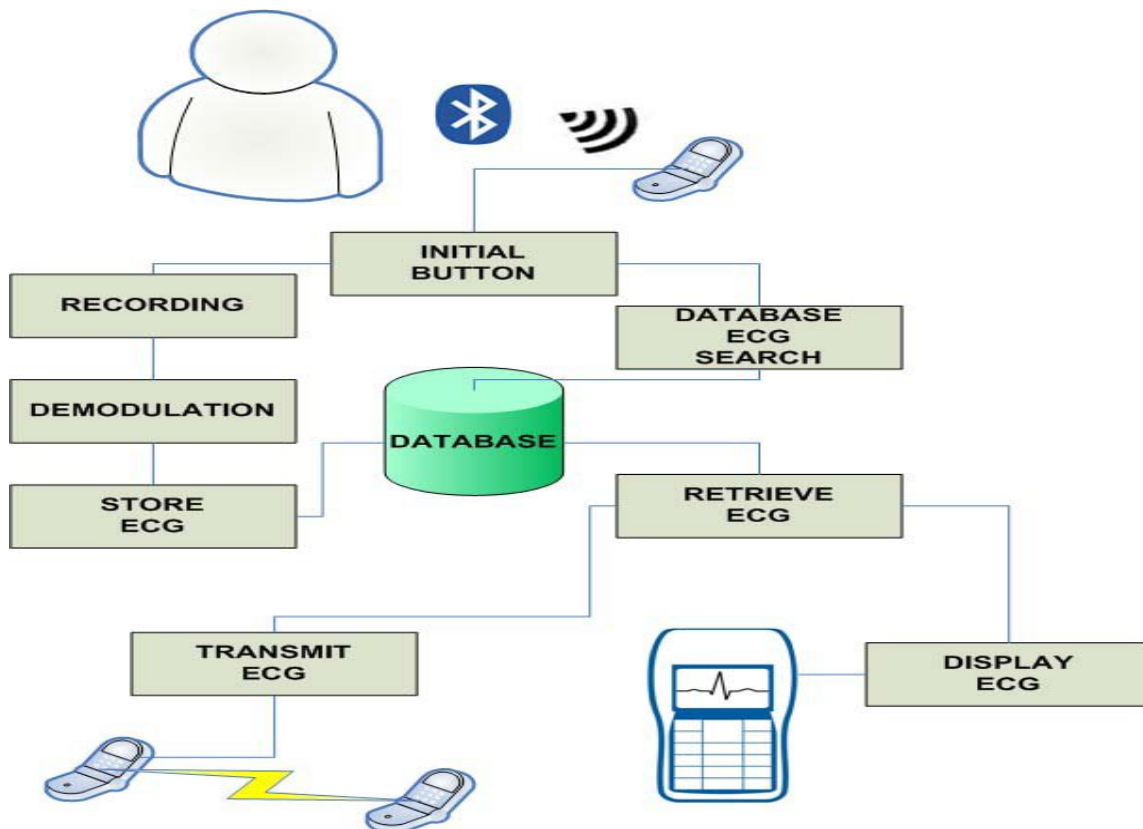 INITIAL
BUTTON
RECORDING
DATABASE
ECG
SEARCH
DEMODULATION
DATABASE
STORE
ECG
RETRIEVE
ECG
TRANSMIT
ECG
DISPLAY
ECG